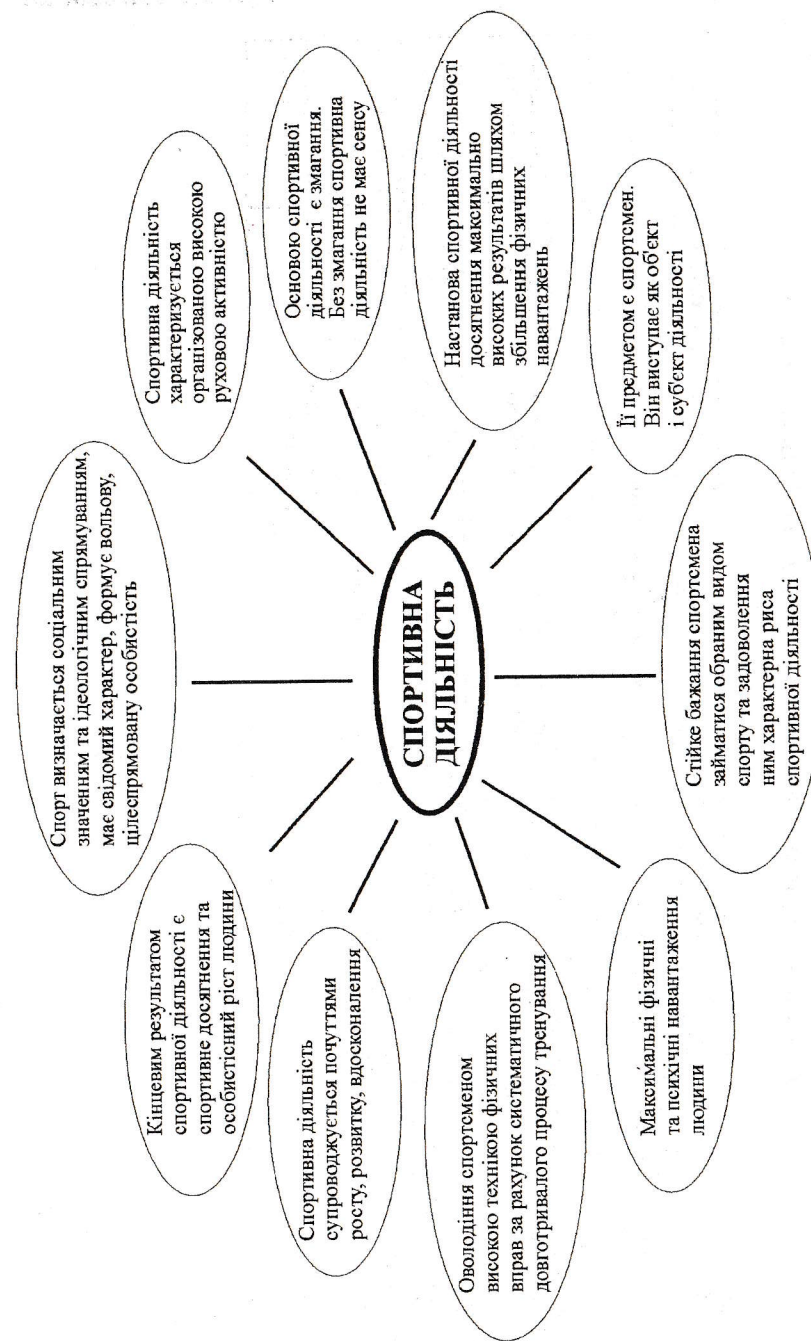 Спорт визначається соціальним
значенням та ідеологічним спрямуванням,
має свідомий характер, формує вольову,
цілеспрямовану особистість
Спортивна діяльність
характеризується
організованою високою
руховою активністю
Основою спортивної
діяльності є змагання.
Без змагання спортивна
діяльність не має сенсу
Настанова спортивної діяльності
досягнення максимально
високих результатів шляхом
збільшення фізичних
навантажень
Її предметом є спортсмен.
Він виступає як об'єкт
і суб'єкт діяльності
Стійке бажання спортсмена
займатися обраним видом
спорту та задоволення
ним характерна риса
спортивної діяльності
Максимальні фізичні
та психічні навантаження
людини
Оволодіння спортсменом
високою технікою фізичних
вправ за рахунок систематичного
довготривалого процесу тренування
Спортивна діяльність
супроводжується почуттями
росту, розвитку, вдосконалення
Кінцевим результатом
спортивної діяльності є
спортивне досягнення та
особистісний ріст людини
СПОРТИВНА
ДІЯЛЬНІСТЬ